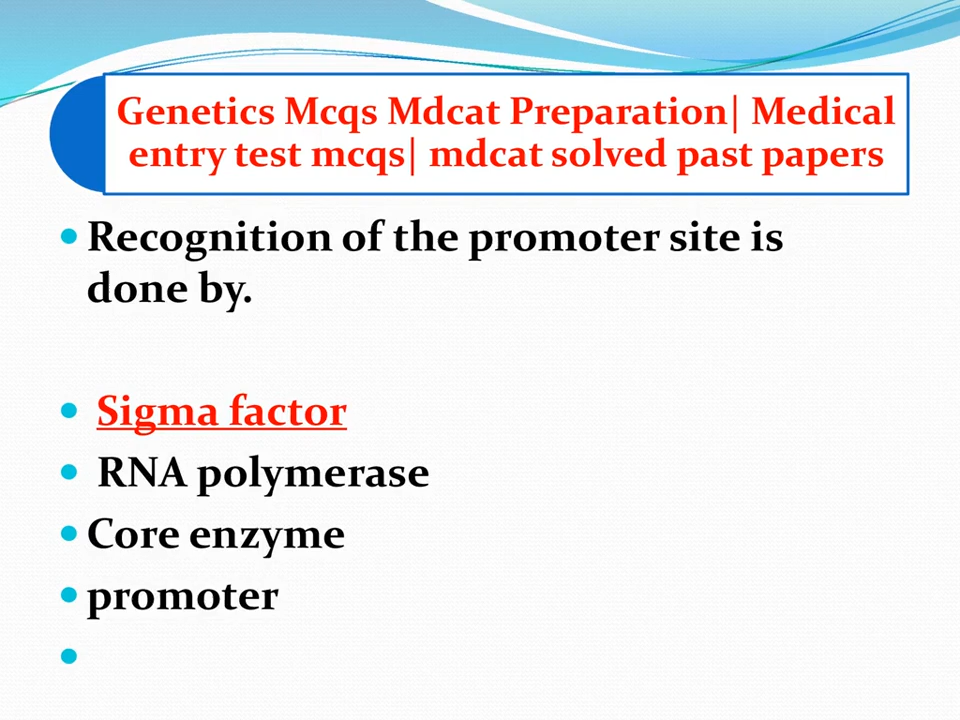 Genetics Mcqs Mdcat Preparation| Medical
entry test mcqs| mdcat solved past papers
• Recognition of the promoter site is
done by.
• Sigma factor
• RNA polymerase
• Core enzyme
• promoter
•